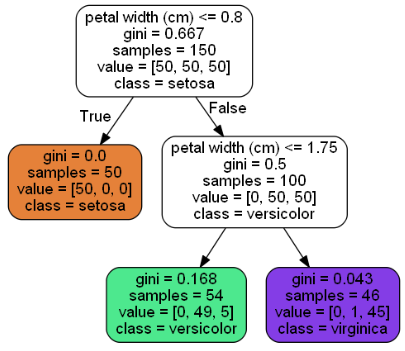 petal width (cm) <= 0.8
gini = 0.667
samples = 150
value = [50, 50, 50]
class = setosa
True
False
gini = 0.0
samples = 50
value = [50, 0, 0]
class = setosa
petal width (cm) <= 1.75
gini = 0.5
samples = 100
value = [0, 50, 50]
class = versicolor
gini = 0.168
samples = 54
value = [0, 49, 5]
class = versicolor
gini = 0.043
samples = 46
value = [0, 1, 45]
class = virginica